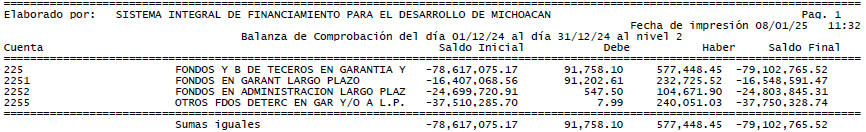 Elaborado por: SISTEMA INTEGRAL DE FINANCIAMIENTO PARA EL DESARROLLO DE MICHOACAN Pag. 1
Fecha de impresión 08/01/25 11:32
Balanza de Comprobación del día 01/12/24 al día 31/12/24 al nivel 2
Cuenta Saldo Inicial Debe Haber Saldo Final
225 FONDOS Y B DE TECEROS EN GARANTIA Y -78,617,075.17 91,758.10 577,448.45 -79,102,765.52
2251 FONDOS EN GARANT LARGO PLAZO -16,407,068.56 91,202.61 232,725.52 -16,548,591.47
2252 FONDOS EN ADMINISTRACION LARGO PLAZ -24,699,720.91 547.50 104,671.90 -24,803,845.31
2255 OTROS FDOS DETERC EN GAR Y/O A L.P. -37,510,285.70 7.99 240,051.03 -37,750,328.74
Sumas iguales -78,617,075.17 91,758.10 577,448.45 -79,102,765.52